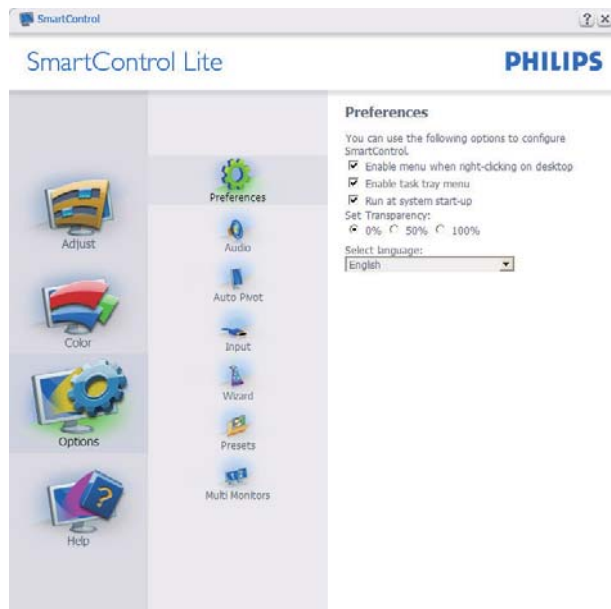 SmartControl
SmartControl Lite
PHILIPS
Adjust
Color
Options
Help
Preferences
Audio
Auto Pivot
Input
Wizard
Presets
Multi Monitors
Preferences
You can use the following options to configure
SmartControl.
Enable menu when right-clicking on desktop
Enable task tray menu
Run at system start-up
Set Transparency:
0% 50% 100%
Select language:
English